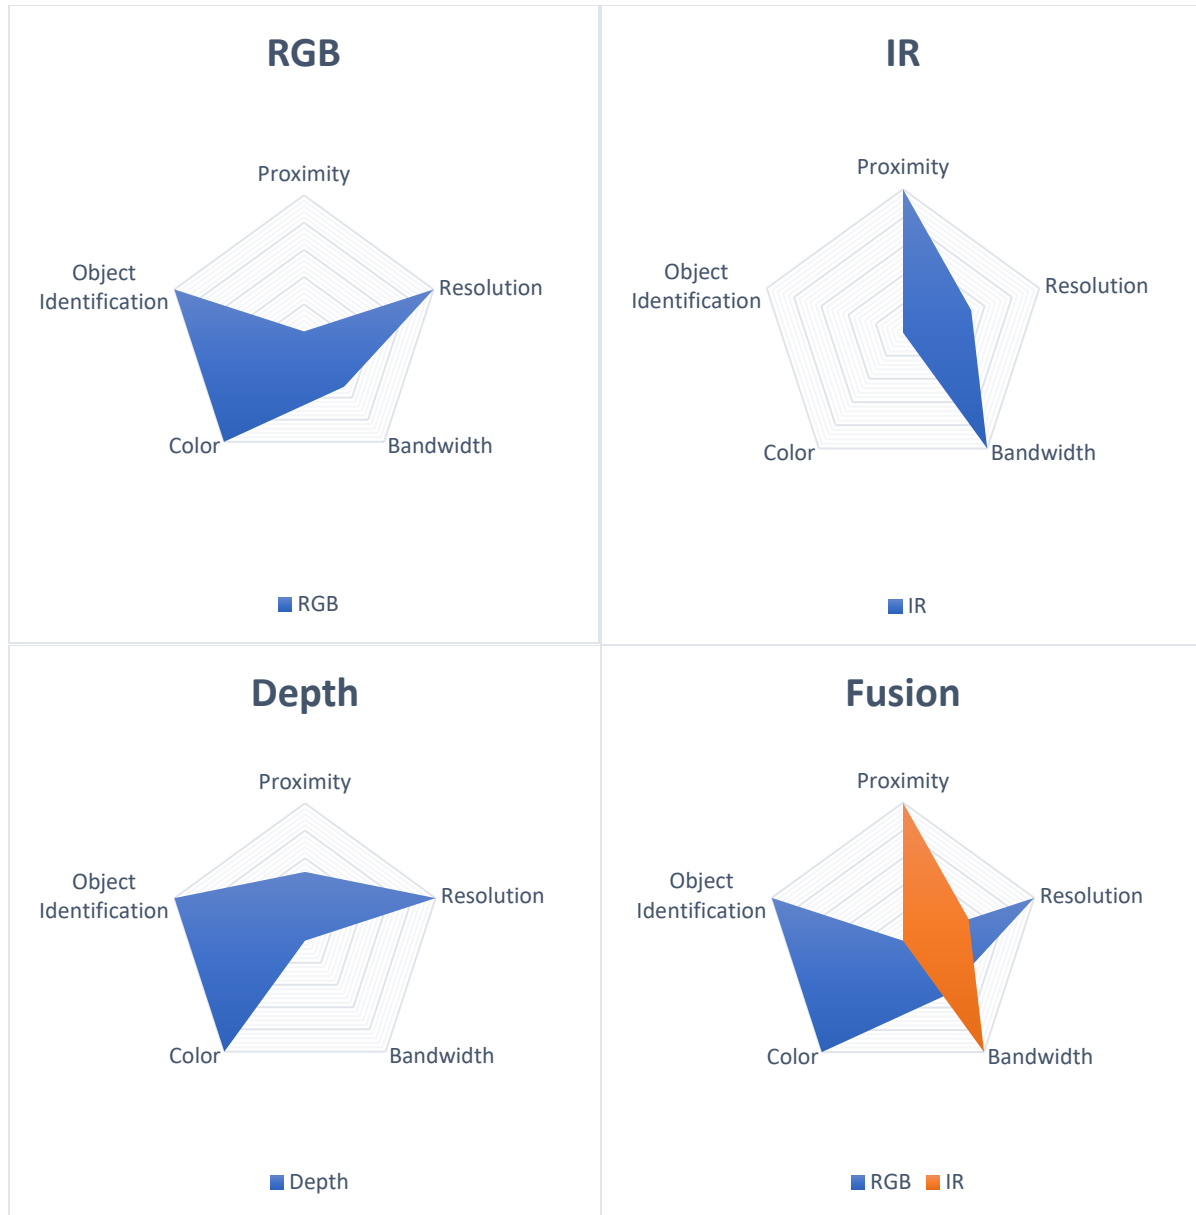 RGB
Proximity
Object
Identification
Resolution
Color
Bandwidth
RGB
IR
Proximity
Object
Identification
Resolution
Color
Bandwidth
IR
Depth
Proximity
Object
Identification
Resolution
Color
Bandwidth
Depth
Fusion
Proximity
Object
Identification
Resolution
Color
Bandwidth
RGB IR